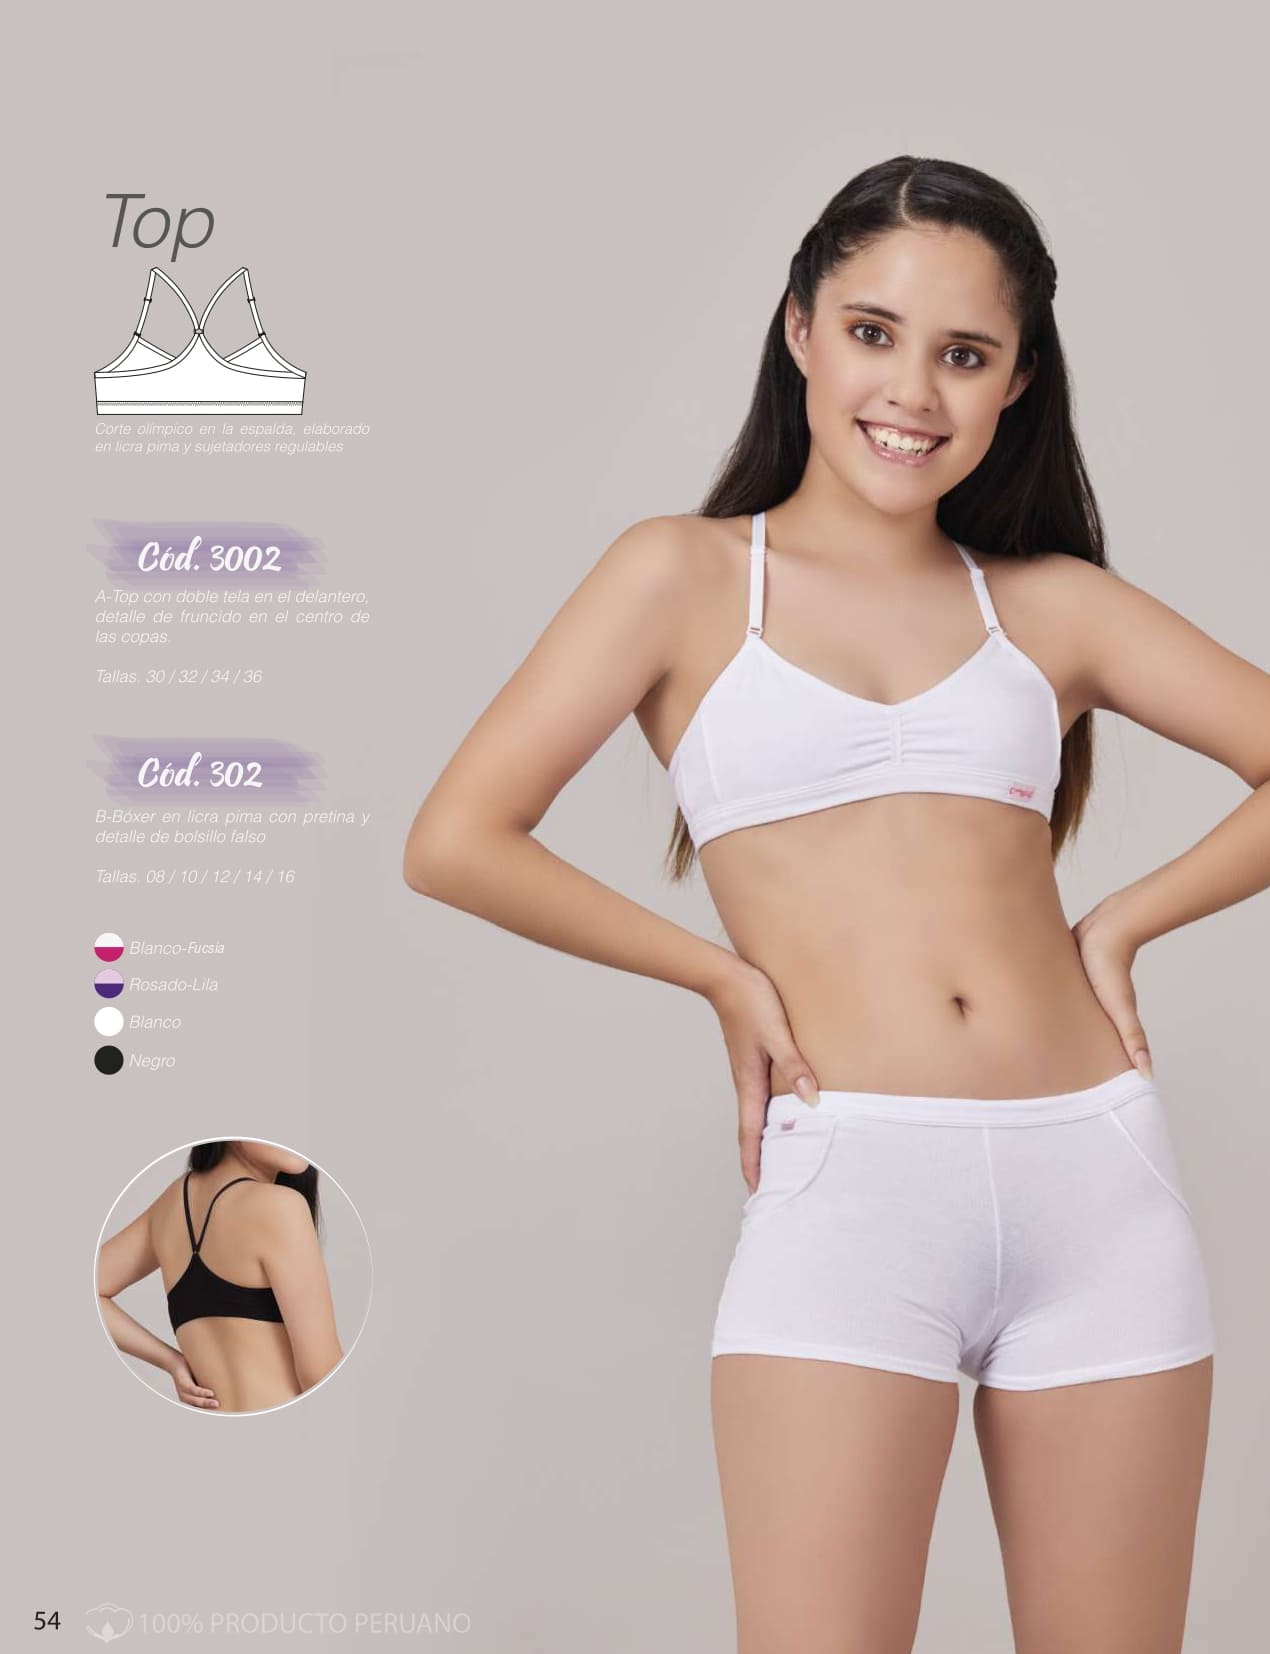 Top
Corte olímpico en la espalda, elaborado
en licra pima y sujetadores regulables
Cód. 3002
A-Top con doble tela en el delantero,
detalle de fruncido en el centro de
las copas.
Tallas. 30 / 32 / 34 / 36
Cód. 302
B-Bóxer en licra pima con pretina y
detalle de bolsillo falso
Tallas. 08 / 10 / 12 / 14 / 16
Blanco-Fucsia
Rosado-Lila
Blanco
Negro
54
100% PRODUCTO PERUANO